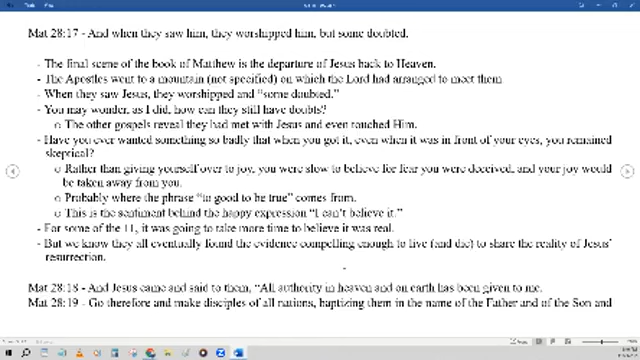 Mat 28:17 - And when they saw him, they worshipped him, but some doubted.
- The final scene of the book of Matthew is the departure of Jesus back to Heaven.
- The Apostles went to a mountain (not specified) on which the Lord had arranged to meet them
- When they saw Jesus, they worshipped and “some doubted.”
- You may wonder, as I did, how can they still have doubts?
o The other gospels reveal they had met with Jesus and even touched Him.
- Have you ever wanted something so badly that when you got it, even when it was in front of your eyes, you remained
skeptical?
o Rather than giving yourself over to joy, you were slow to believe for fear you were deceived, and your joy would
be taken away from you.
o Probably where the phrase “to good to be true” comes from.
o This is the sentiment behind the happy expression “I can’t believe it.”
- For some of the 11, it was going to take more time to believe it was real.
- But we know they all eventually found the evidence compelling enough to live (and die) to share the reality of Jesus’
resurrection.
Mat 28:18 - And Jesus came and said to them, “All authority in heaven and on earth has been given to me.
Mat 28:19 - Go therefore and make disciples of all nations, baptizing them in the name of the Father and of the Son and